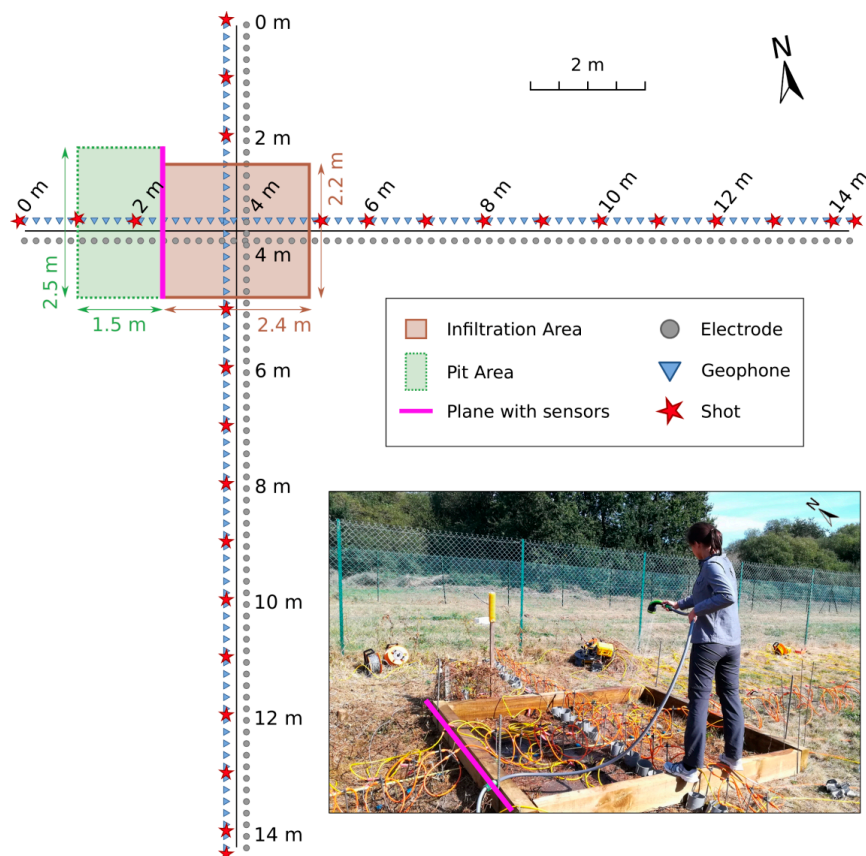 0 m
2 m
N
2 m
0 m
2 m
4 m
6 m
8 m
10 m
12 m
14 m
2.2 m
4 m
2.5 m
1.5 m
2.4 m
Infiltration Area
Electrode
Pit Area
Geophone
Plane with sensors
Shot
6 m
8 m
10 m
12 m
14 m
N